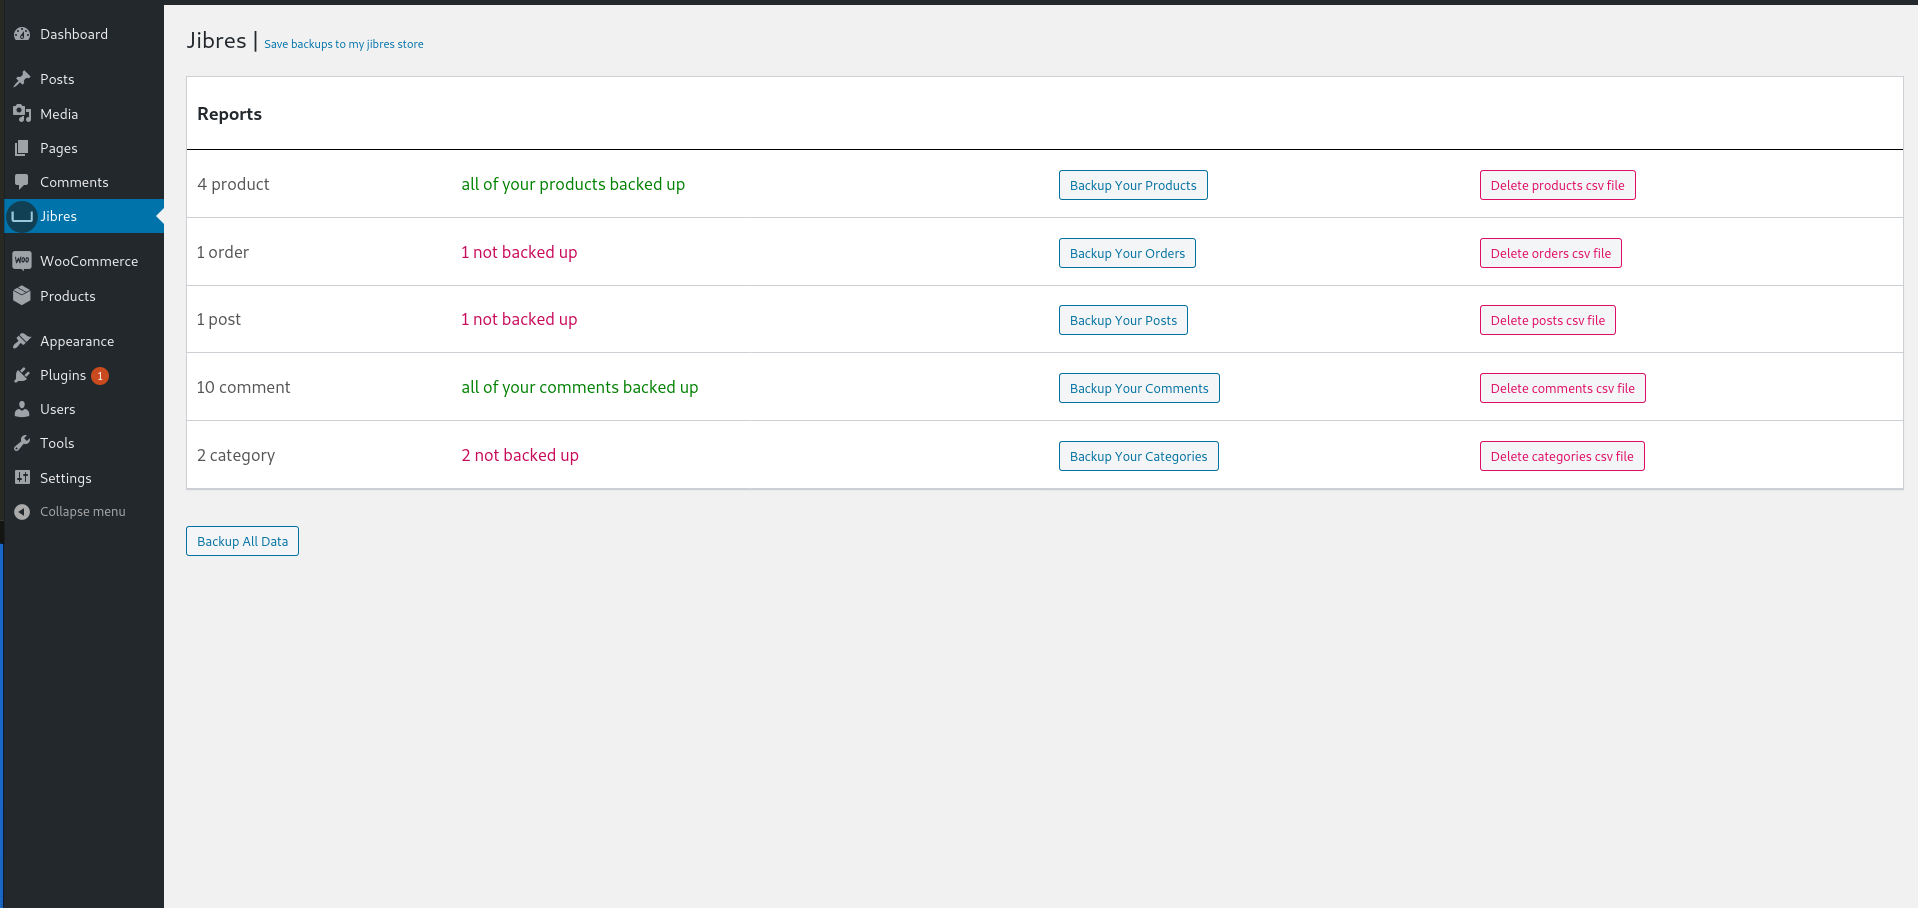 Dashboard
Posts
Media
Pages
Comments
Jibres
WooCommerce
Products
Appearance
Plugins 1
Users
Tools
Settings
Collapse menu
Jibres | Save backups to my jibres store
Reports
4 product all of your products backed up Backup Your Products Delete products csv file
1 order 1 not backed up Backup Your Orders Delete orders csv file
1 post 1 not backed up Backup Your Posts Delete posts csv file
10 comment all of your comments backed up Backup Your Comments Delete comments csv file
2 category 2 not backed up Backup Your Categories Delete categories csv file
Backup All Data